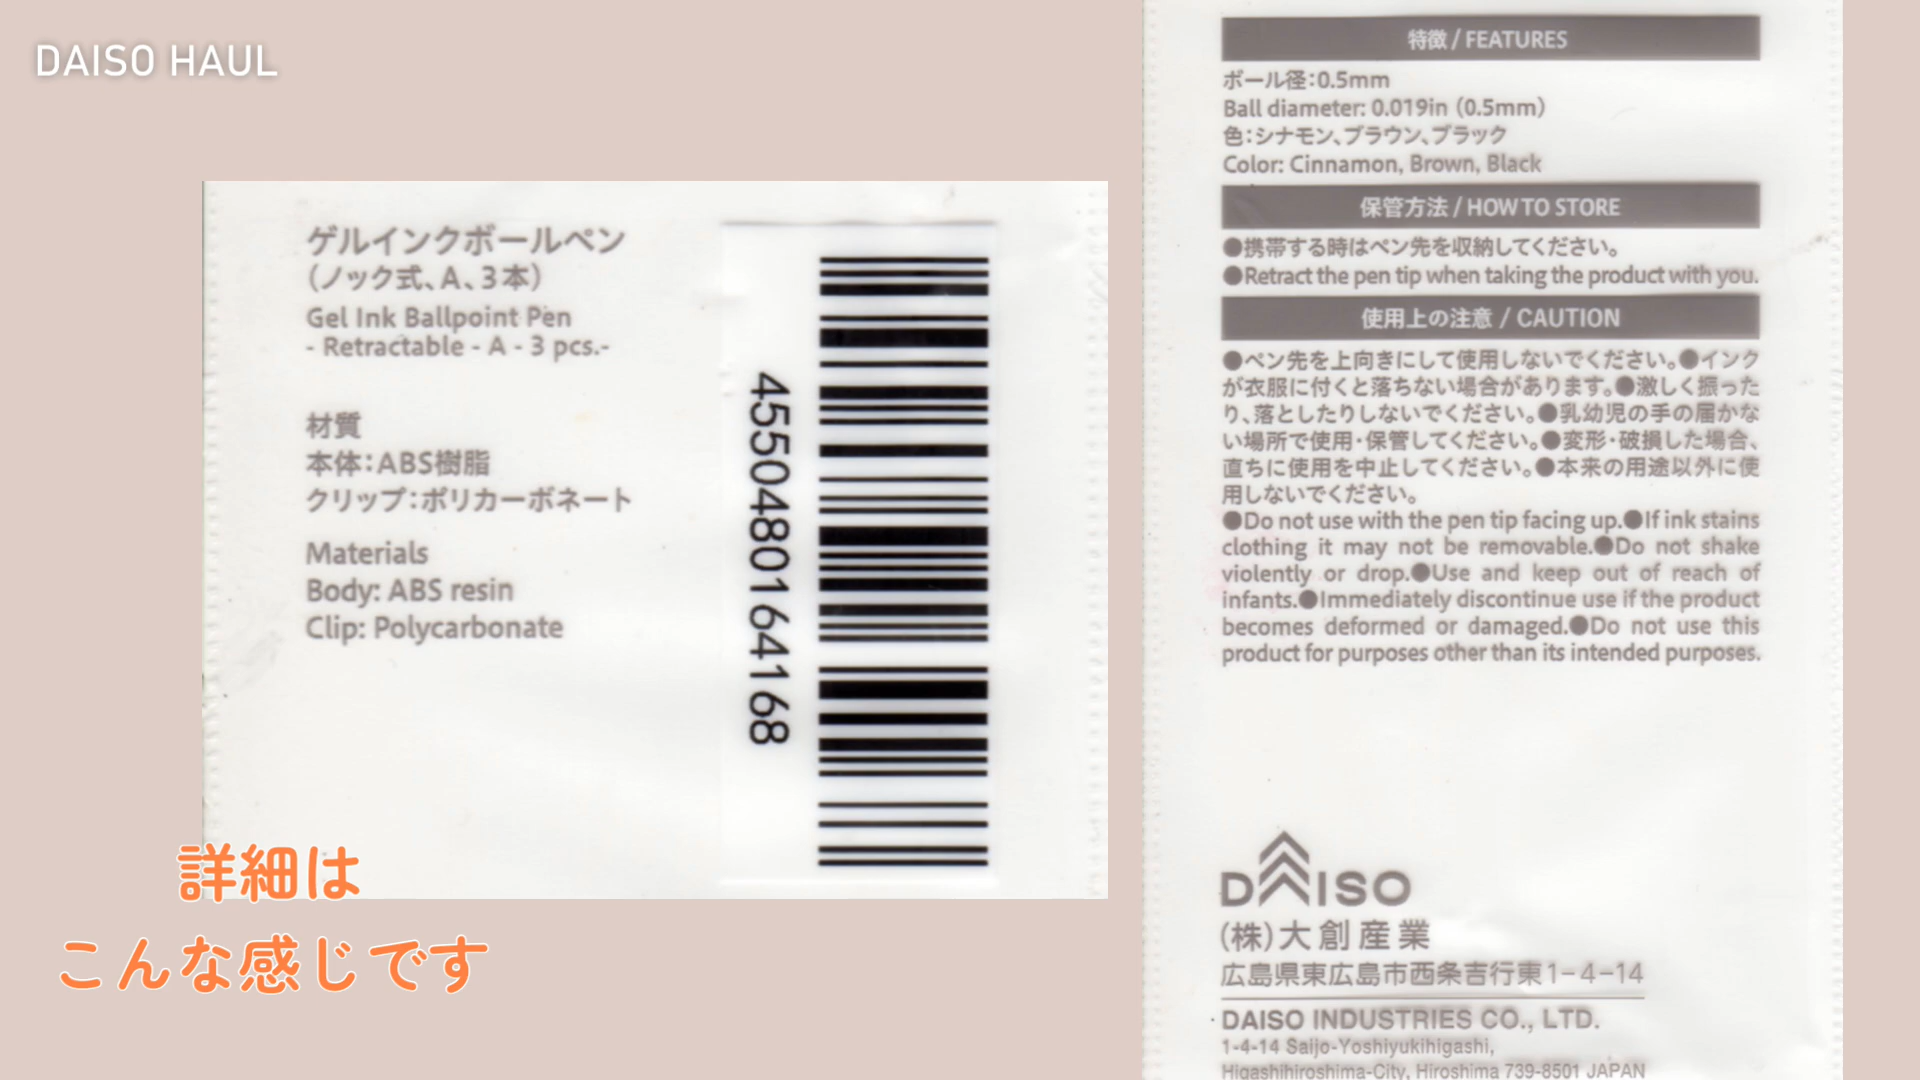 DAISO HAUL
ゲルインクボールペン
（ノック式、A、3本）
Gel Ink Ballpoint Pen
- Retractable - A - 3 pcs.-
材質
本体：ABS樹脂
クリップ：ポリカーボネート
Materials
Body: ABS resin
Clip: Polycarbonate
4550480164168
特徴 / FEATURES
ボール径：0.5mm
Ball diameter: 0.019in (0.5mm)
色：シナモン、ブラウン、ブラック
Color: Cinnamon, Brown, Black
保管方法 / HOW TO STORE
●携帯する時はペン先を収納してください。
●Retract the pen tip when taking the product with you.
使用上の注意 / CAUTION
●ペン先を上向きにして使用しないでください。●インク
が衣服に付くと落ちない場合があります。●激しく振った
り、落としたりしないでください。●乳幼児の手の届かな
い場所で使用・保管してください。●変形・破損した場合、
直ちに使用を中止してください。●本来の用途以外に使
用しないでください。
●Do not use with the pen tip facing up.●If ink stains
clothing it may not be removable.●Do not shake
violently or drop.●Use and keep out of reach of
infants.●Immediately discontinue use if the product
becomes deformed or damaged.●Do not use this
product for purposes other than its intended purposes.
DAISO
(株)大創産業
広島県東広島市西条吉行東1-4-14
DAISO INDUSTRIES CO., LTD.
1-4-14 Saijo-Yoshiyukihigashi,
Higashihiroshima-City, Hiroshima 739-8501 JAPAN
詳細は
こんな感じです